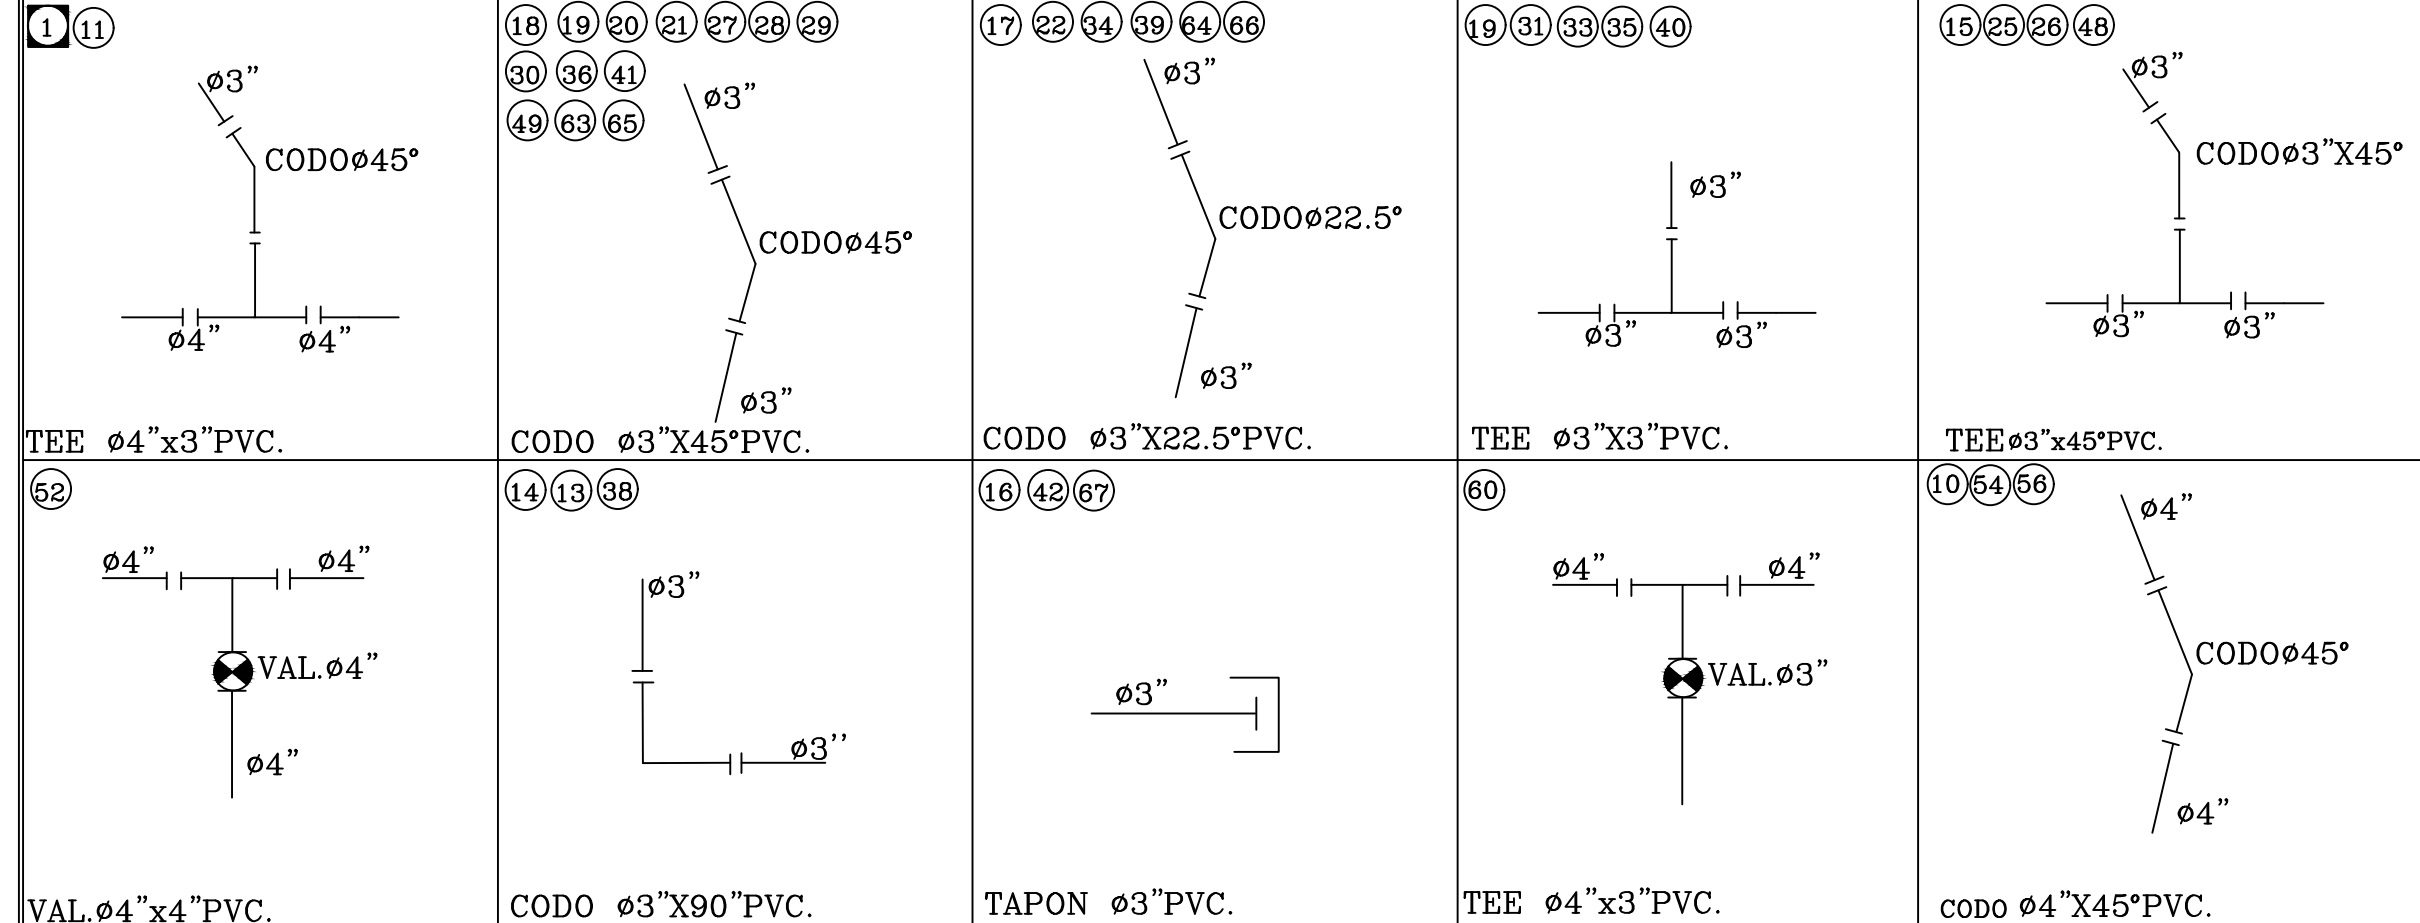 1 11
ø3"
CODOø45°
ø4" ø4"
TEE ø4"x3"PVC.
18 19 20 21 27 28 29
30 36 41
49 63 65
ø3"
CODOø45°
ø3"
CODO ø3"X45°PVC.
17 22 34 39 64 66
ø3"
CODOø22.5°
ø3"
CODO ø3"X22.5°PVC.
19 31 33 35 40
ø3"
ø3" ø3"
TEE ø3"X3"PVC.
15 25 26 48
ø3"
CODOø3"X45°
ø3" ø3"
TEEø3"x45°PVC.
52
ø4" ø4"
VAL.ø4"
ø4"
VAL.ø4"x4"PVC.
14 13 38
ø3"
ø3''
CODO ø3"X90"PVC.
16 42 67
ø3"
TAPON ø3"PVC.
60
ø4" ø4"
VAL.ø3"
TEE ø4"x3"PVC.
10 54 56
ø4"
CODOø45°
ø4"
CODO ø4"X45°PVC.